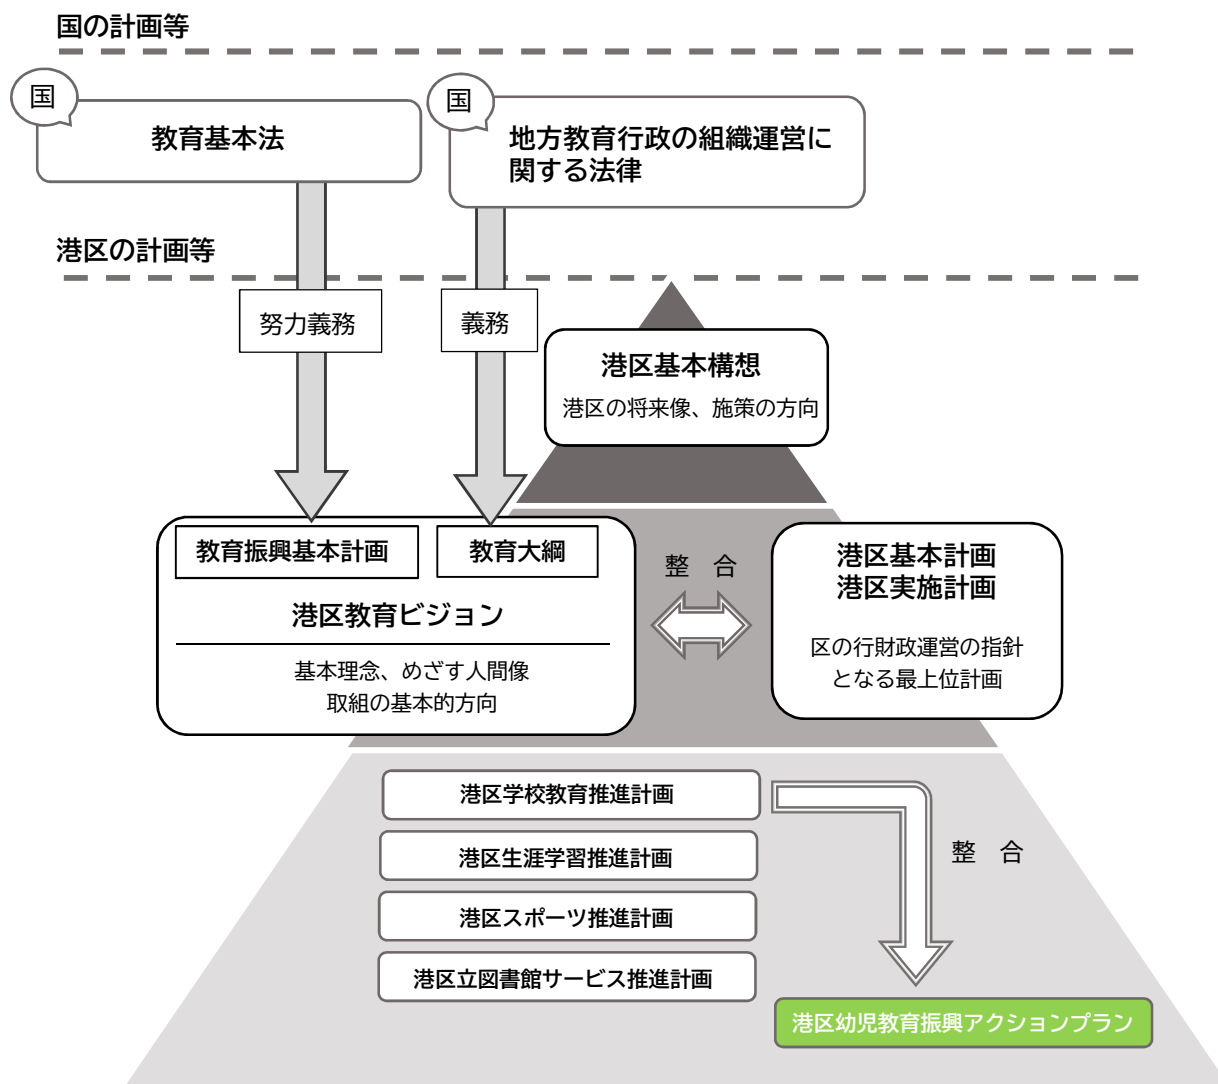 国の計画等
国
教育基本法
国
地方教育行政の組織運営に
関する法律
港区の計画等
努力義務
義務
港区基本構想
港区の将来像、施策の方向
教育振興基本計画
教育大綱
港区教育ビジョン
基本理念、めざす人間像
取組の基本的方向
整 合
港区基本計画
港区実施計画
区の行財政運営の指針
となる最上位計画
港区学校教育推進計画
港区生涯学習推進計画
港区スポーツ推進計画
港区立図書館サービス推進計画
整 合
港区幼児教育振興アクションプラン